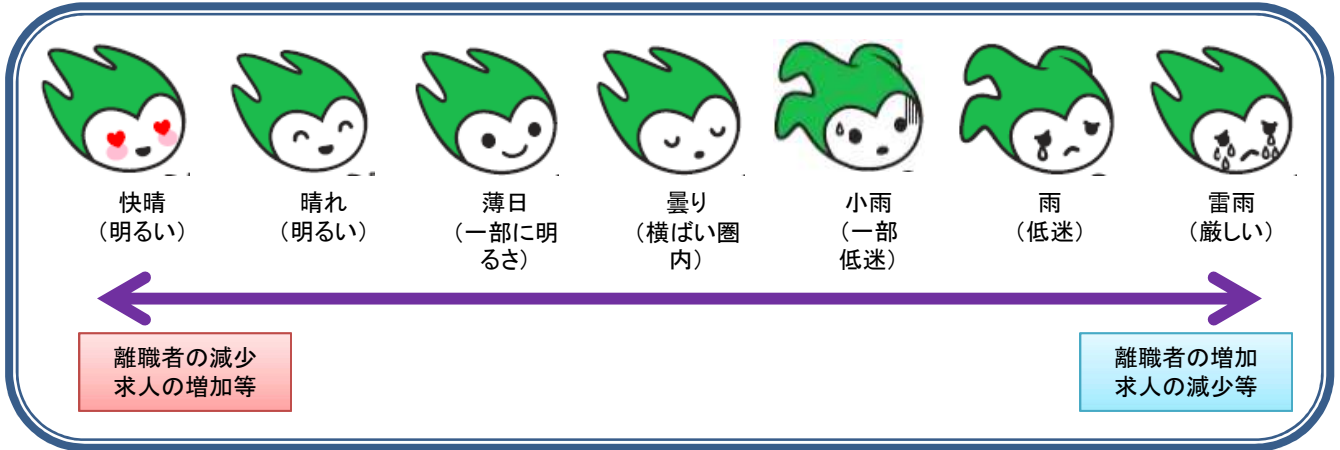 快晴
（明るい）
晴れ
（明るい）
薄日
（一部に明
るさ）
曇り
（横ばい圏
内）
小雨
（一部
低迷）
雨
（低迷）
雷雨
（厳しい）
離職者の減少
求人の増加等
離職者の増加
求人の減少等